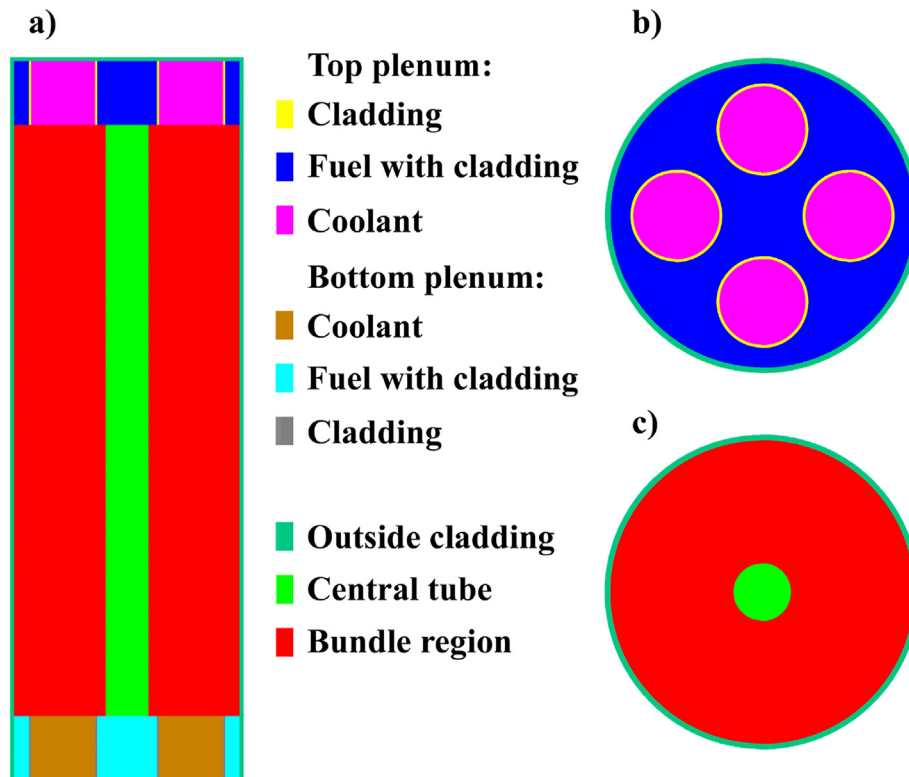 a)
Top plenum:
Cladding
Fuel with cladding
Coolant
Bottom plenum:
Coolant
Fuel with cladding
Cladding
Outside cladding
Central tube
Bundle region
b)
c)